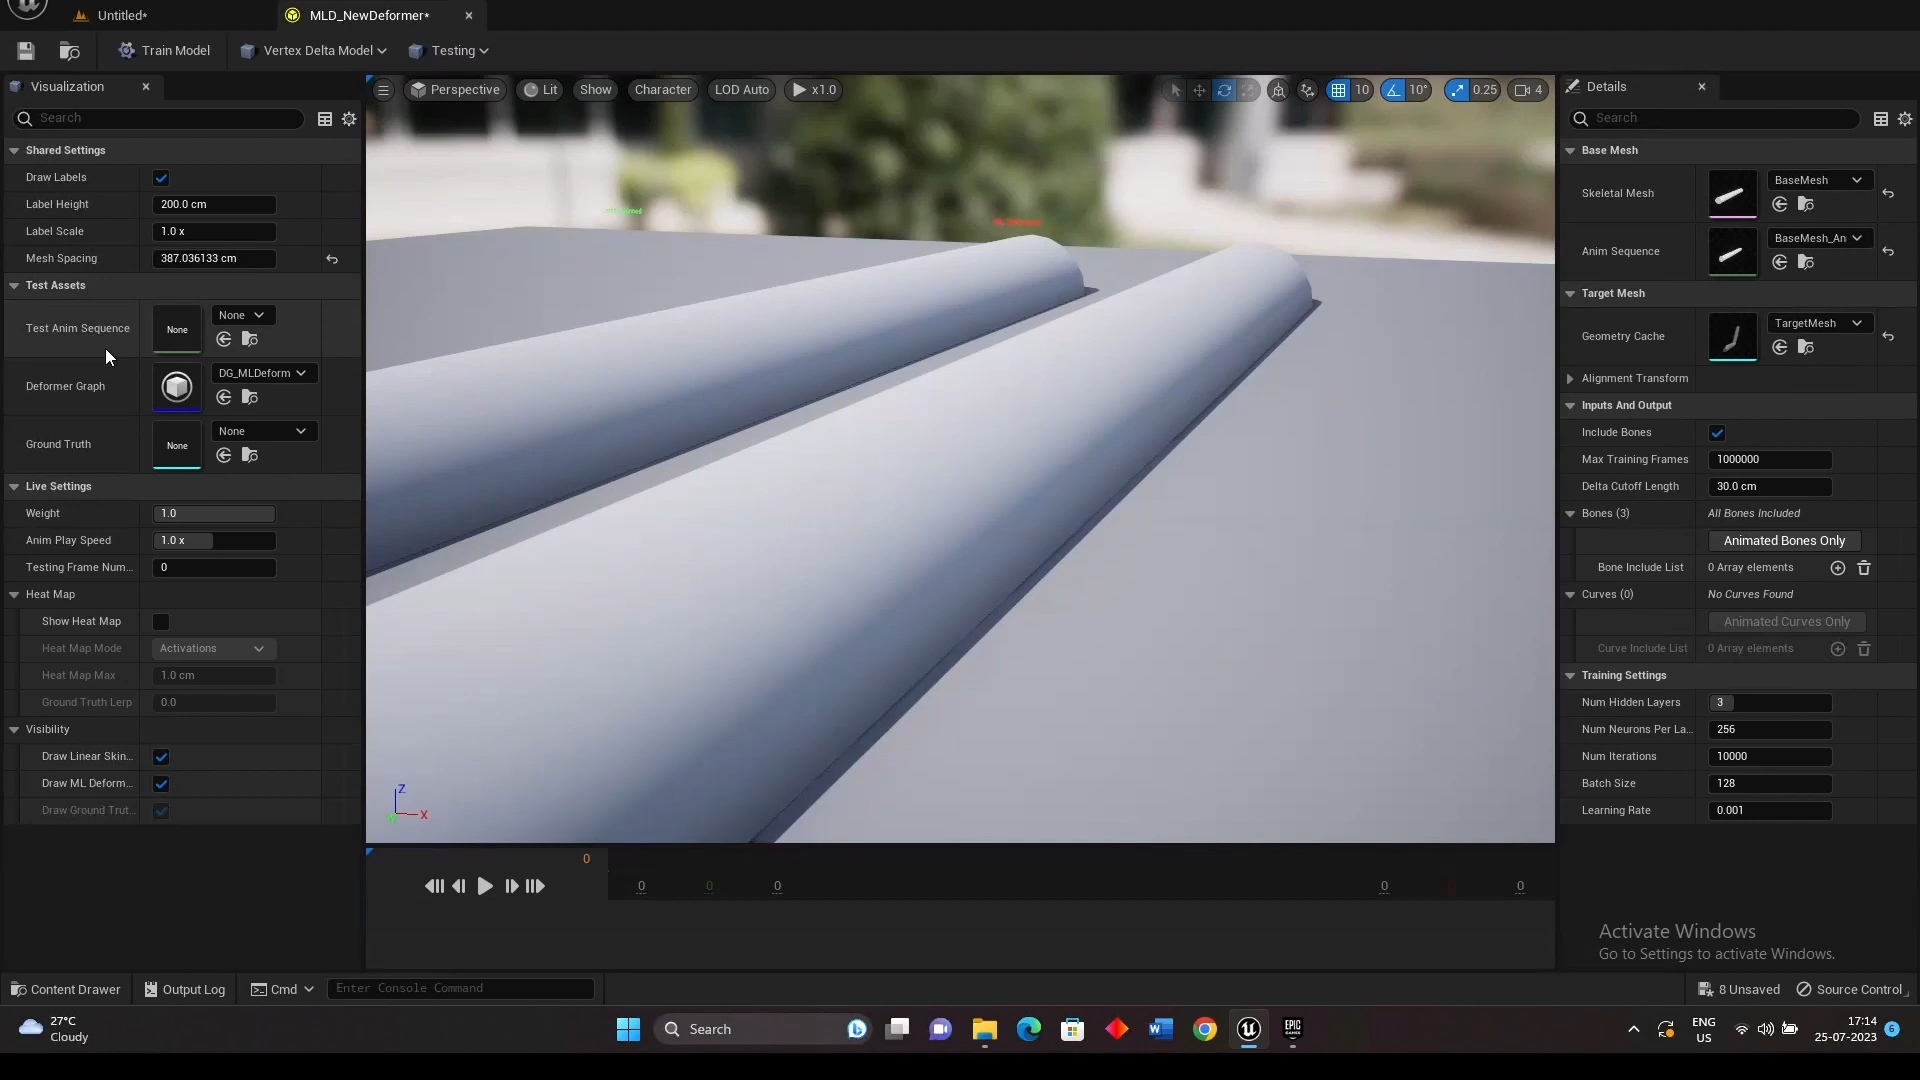 Untitled*
MLD_NewDeformer*
Train Model
Vertex Delta Model
Testing
Visualization
Search
Shared Settings
Draw Labels
Label Height 200.0 cm
Label Scale 1.0 x
Mesh Spacing 387.036133 cm
Test Assets
Test Anim Sequence None None
Deformer Graph DG_MLDeform
Ground Truth None None
Live Settings
Weight 1.0
Anim Play Speed 1.0 x
Testing Frame Num... 0
Heat Map
Show Heat Map
Heat Map Mode Activations
Heat Map Max 1.0 cm
Ground Truth Lerp 0.0
Visibility
Draw Linear Skin...
Draw ML Deform...
Draw Ground Trut...
Perspective Lit Show Character LOD Auto x1.0
10 10° 0.25 4
Z
X
0
0 0 0 0 0
Details
Search
Base Mesh
Skeletal Mesh BaseMesh
Anim Sequence BaseMesh_An
Target Mesh
Geometry Cache TargetMesh
Alignment Transform
Inputs And Output
Include Bones
Max Training Frames 1000000
Delta Cutoff Length 30.0 cm
Bones (3) All Bones Included
Animated Bones Only
Bone Include List 0 Array elements
Curves (0) No Curves Found
Animated Curves Only
Curve Include List 0 Array elements
Training Settings
Num Hidden Layers 3
Num Neurons Per La... 256
Num Iterations 10000
Batch Size 128
Learning Rate 0.001
Activate Windows
Go to Settings to activate Windows.
Content Drawer Output Log Cmd Enter Console Command
8 Unsaved Source Control
27°C
Cloudy
Search
EPIC
GAMES
ENG
US
17:14
25-07-2023
6